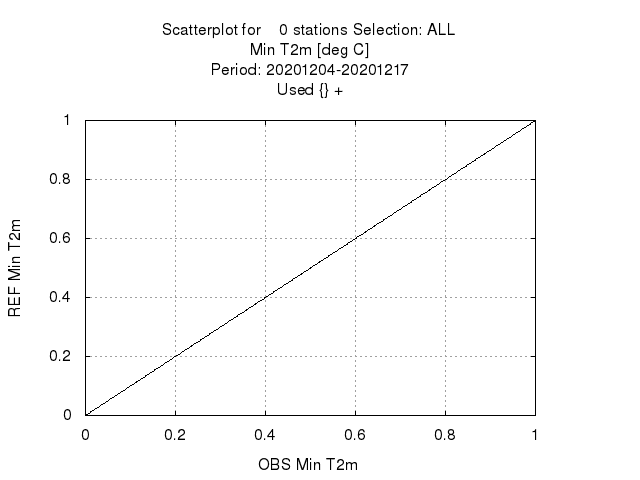 Scatterplot for    0 stations Selection: ALL
Min T2m [deg C]
Period: 20201204-20201217
Used {} +
1
0.8
0.6
0.4
0.2
0
REF Min T2m
0 0.2 0.4 0.6 0.8 1
OBS Min T2m